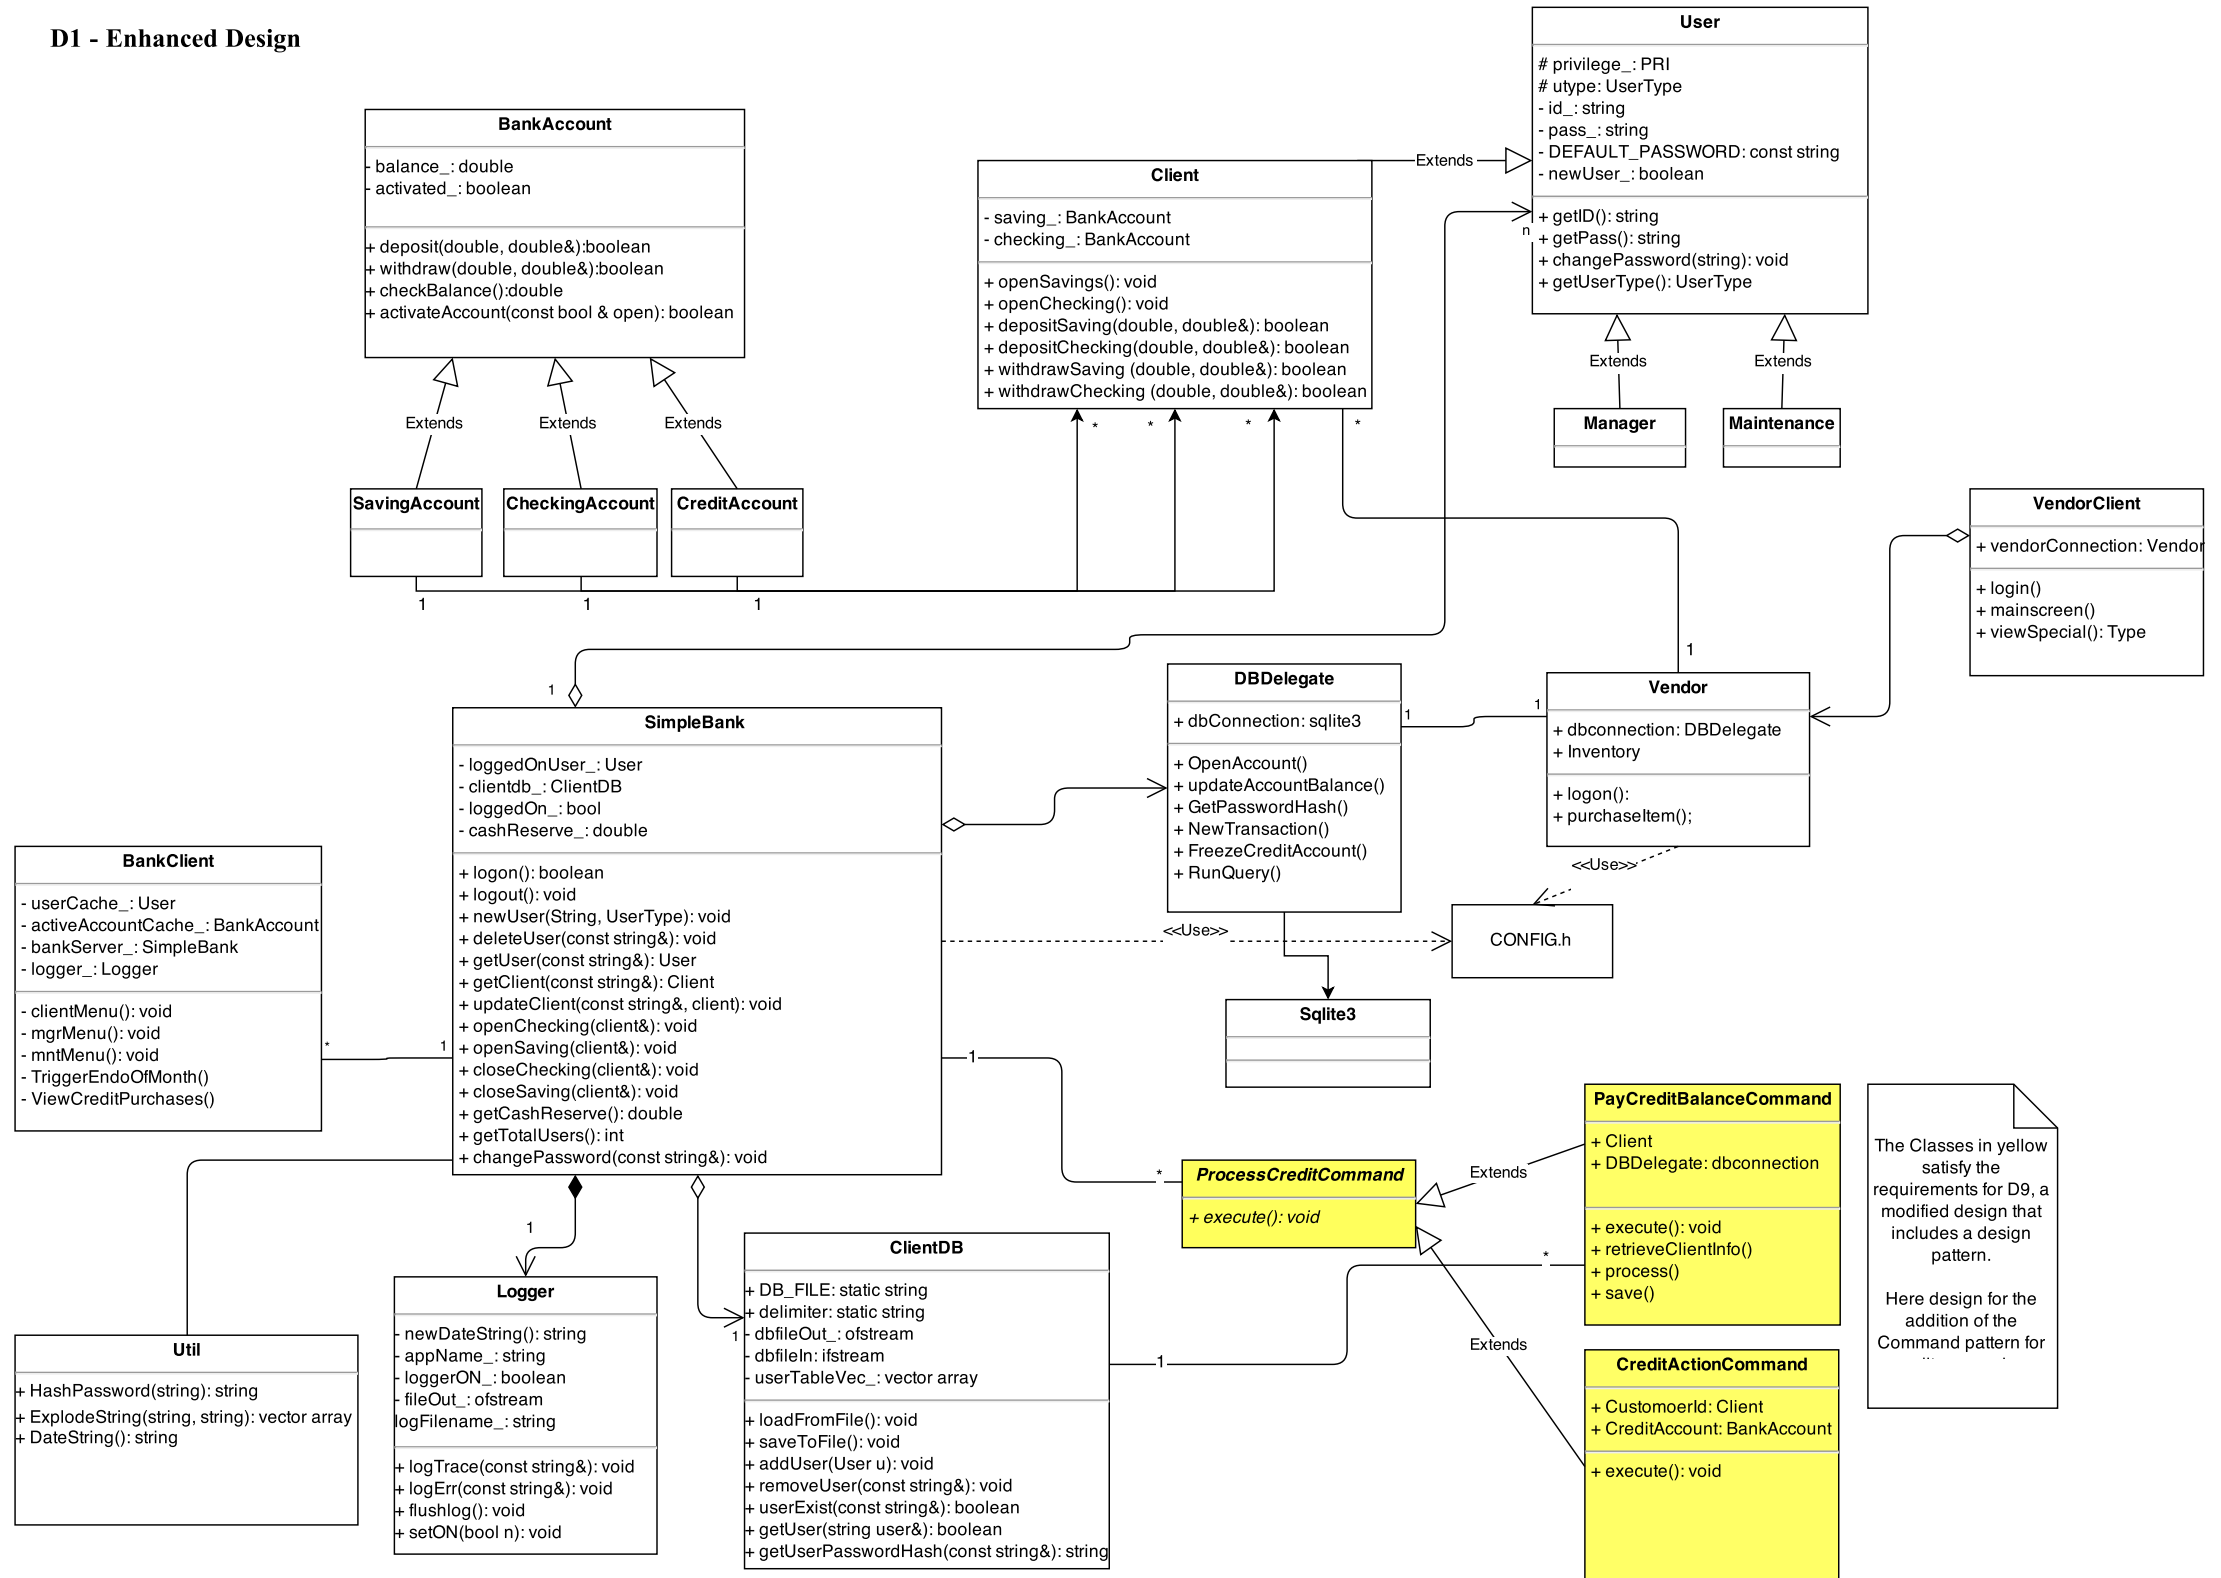 D1 - Enhanced Design
User
# privilege_: PRI
# utype: UserType
- id_: string
- pass_: string
- DEFAULT_PASSWORD: const string
- newUser_: boolean
+ getID(): string
+ getPass(): string
+ changePassword(string): void
+ getUserType(): UserType
n
BankAccount
- balance_: double
- activated_: boolean
+ deposit(double, double&):boolean
+ withdraw(double, double&):boolean
+ checkBalance():double
+ activateAccount(const bool & open): boolean
Client
- saving_: BankAccount
- checking_: BankAccount
+ openSavings(): void
+ openChecking(): void
+ depositSaving(double, double&): boolean
+ depositChecking(double, double&): boolean
+ withdrawSaving (double, double&): boolean
+ withdrawChecking (double, double&): boolean
Extends
Extends
Extends
Manager
Maintenance
Extends
Extends
Extends
SavingAccount
CheckingAccount
CreditAccount
1
1
1
*
*
*
*
VendorClient
+ vendorConnection: Vendor
+ login()
+ mainscreen()
+ viewSpecial(): Type
1
Vendor
+ dbconnection: DBDelegate
+ Inventory
+ logon():
+ purchaseItem();
1
1
DBDelegate
+ dbConnection: sqlite3
+ OpenAccount()
+ updateAccountBalance()
+ GetPasswordHash()
+ NewTransaction()
+ FreezeCreditAccount()
+ RunQuery()
<<Use>>
<<Use>>
CONFIG.h
Sqlite3
1
SimpleBank
- loggedOnUser_: User
- clientdb_: ClientDB
- loggedOn_: bool
- cashReserve_: double
+ logon(): boolean
+ logout(): void
+ newUser(String, UserType): void
+ deleteUser(const string&): void
+ getUser(const string&): User
+ getClient(const string&): Client
+ updateClient(const string&, client): void
+ openChecking(client&): void
+ openSaving(client&): void
+ closeChecking(client&): void
+ closeSaving(client&): void
+ getCashReserve(): double
+ getTotalUsers(): int
+ changePassword(const string&): void
BankClient
- userCache_: User
- activeAccountCache_: BankAccount
- bankServer_: SimpleBank
- logger_: Logger
- clientMenu(): void
- mgrMenu(): void
- mntMenu(): void
- TriggerEndoOfMonth()
- ViewCreditPurchases()
*
1
1
*
ProcessCreditCommand
+ execute(): void
Extends
Extends
PayCreditBalanceCommand
+ Client
+ DBDelegate: dbconnection
+ execute(): void
+ retrieveClientInfo()
+ process()
+ save()
*
1
CreditActionCommand
+ CustomoerId: Client
+ CreditAccount: BankAccount
+ execute(): void
The Classes in yellow
satisfy the
requirements for D9, a
modified design that
includes a design
pattern.
Here design for the
addition of the
Command pattern for
Util
+ HashPassword(string): string
+ ExplodeString(string, string): vector array
+ DateString(): string
1
Logger
- newDateString(): string
- appName_: string
- loggerON_: boolean
- fileOut_: ofstream
logFilename_: string
+ logTrace(const string&): void
+ logErr(const string&): void
+ flushlog(): void
+ setON(bool n): void
1
ClientDB
+ DB_FILE: static string
+ delimiter: static string
- dbfileOut_: ofstream
- dbfileIn: ifstream
- userTableVec_: vector array
+ loadFromFile(): void
+ saveToFile(): void
+ addUser(User u): void
+ removeUser(const string&): void
+ userExist(const string&): boolean
+ getUser(string user&): boolean
+ getUserPasswordHash(const string&): string